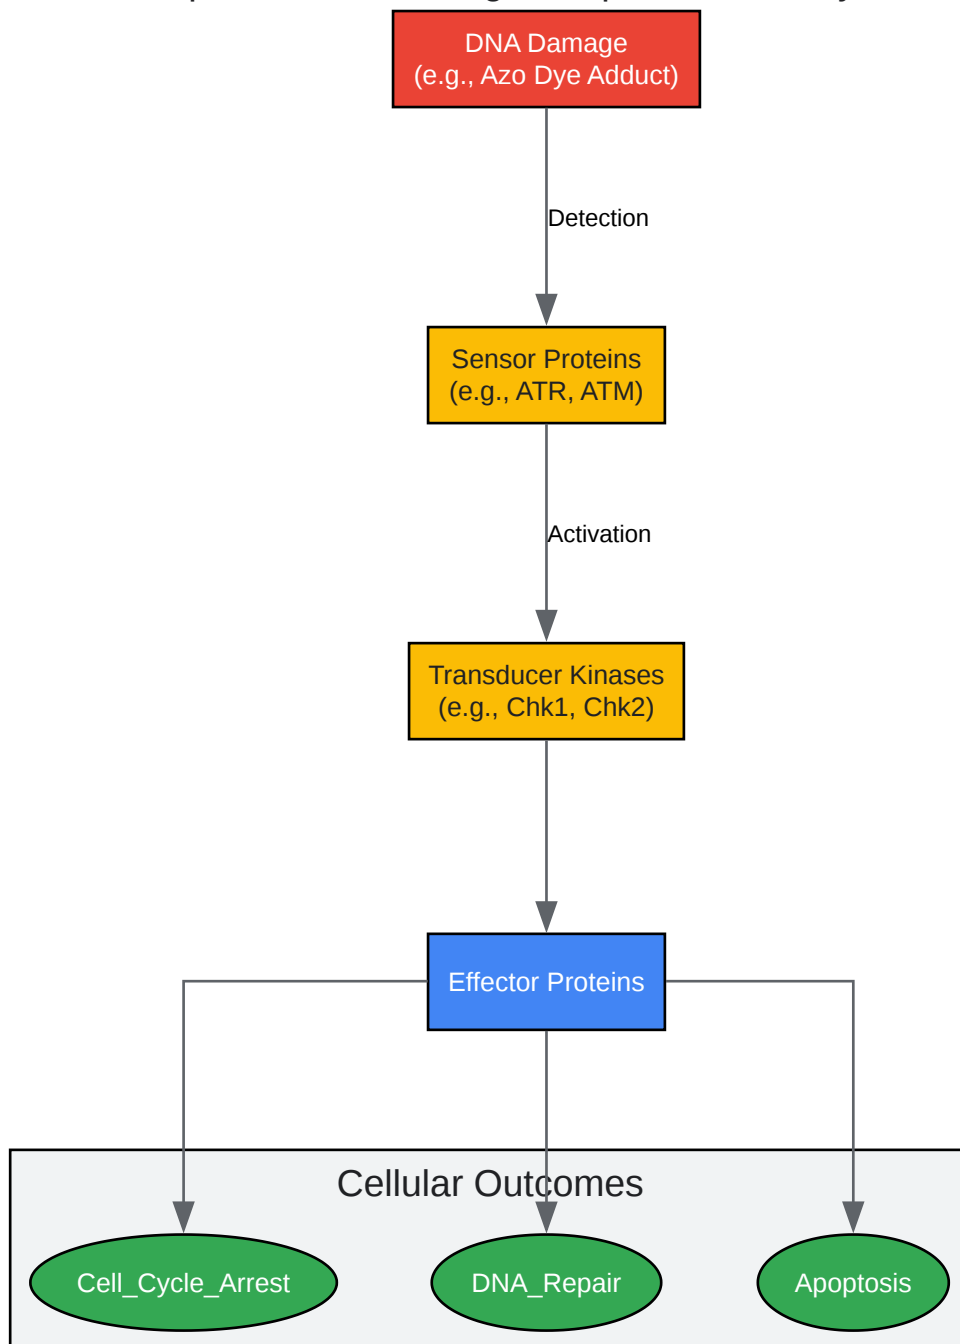 DNA Damage
(e.g., Azo Dye Adduct)
Detection
Sensor Proteins
(e.g., ATR, ATM)
Activation
Transducer Kinases
(e.g., Chk1, Chk2)
Effector Proteins
Cellular Outcomes
Cell_Cycle_Arrest
DNA_Repair
Apoptosis